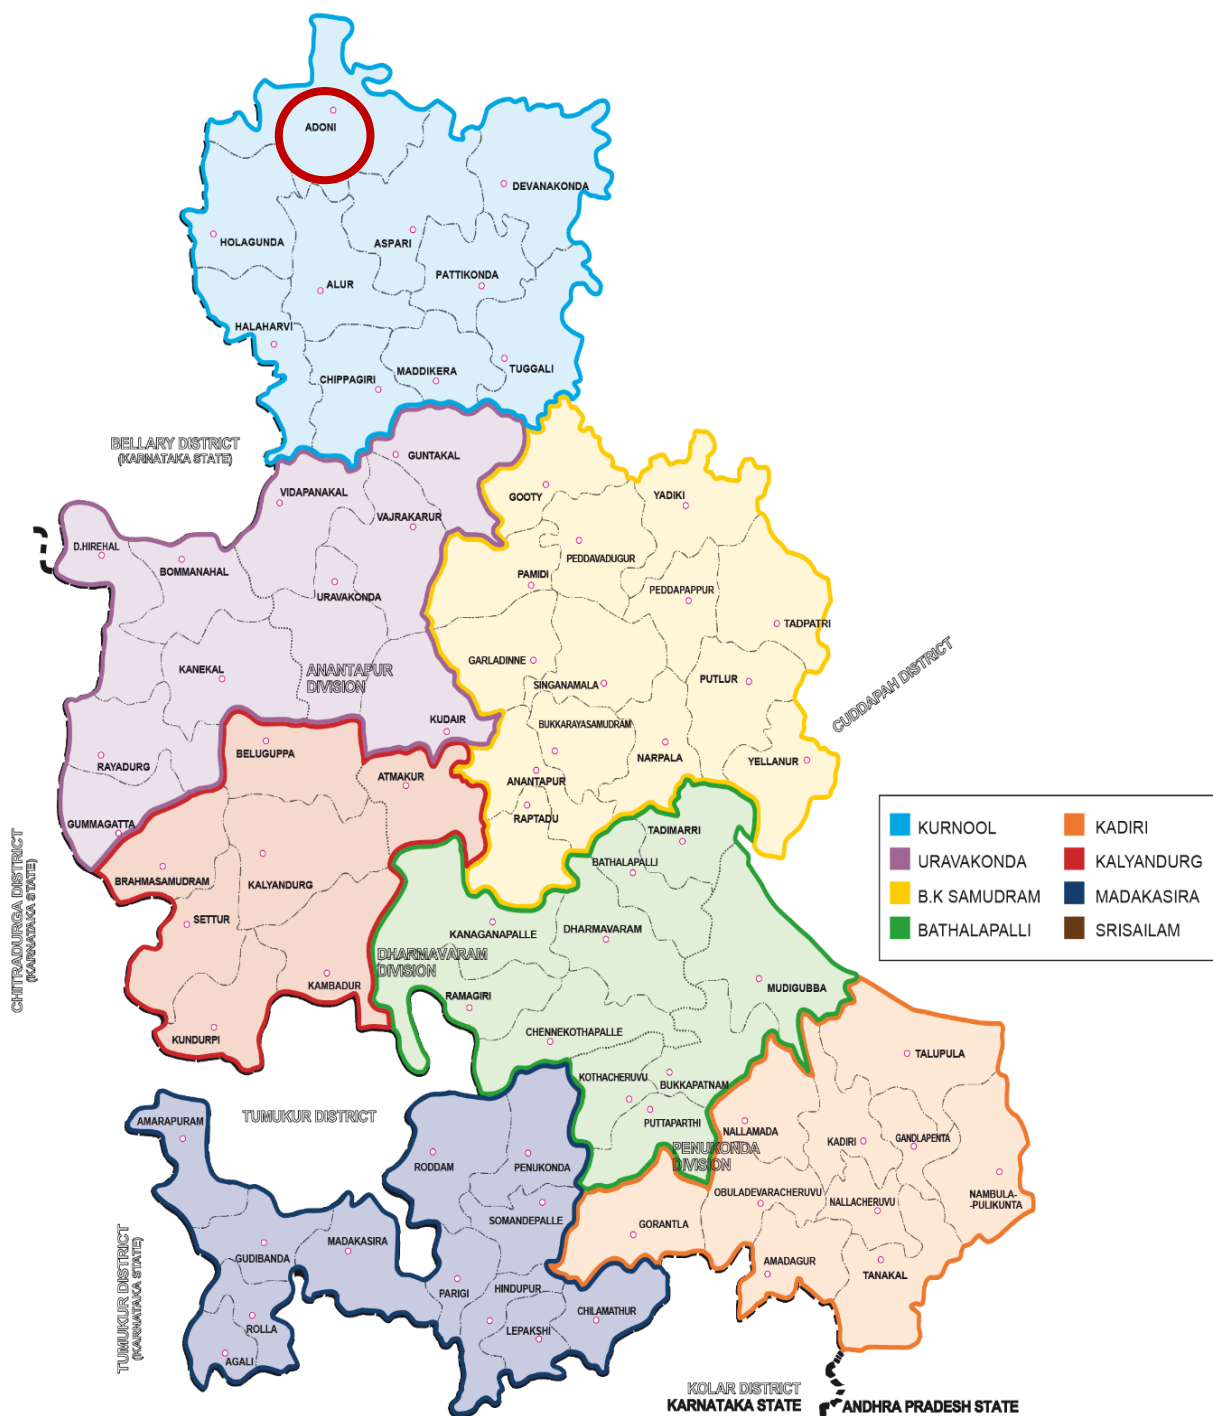 ADONI
DEVANAKONDA
HOLAGUNDA
ASPARI
PATTIKONDA
ALUR
HALAHARVI
MADDIKERA
TUGGALI
CHIPPAGIRI
BELLARY DISTRICT
(KARNATAKA STATE)
GUNTAKAL
VIDAPANAKAL
GOOTY
YADIKI
VAJRAKARUR
D.HIREHAL
BOMMANAHAL
PEDDAVADUGUR
PAMIDI
URAVAKONDA
PEDDAPAPPUR
TADPATRI
KANEKAL
ANANTAPUR
DIVISION
GARLADINNE
SINGANAMALA
PUTLUR
CUDDAPAH DISTRICT
KUDAIR
BUKKARAYASAMUDRAM
BELUGUPPA
NARPALA
YELLANUR
RAYADURG
ATMAKUR
ANANTAPUR
RAPTADU
GUMMAGATTA
TADIMARRI
BATHALAPALLI
BRAHMASAMUDRAM
KALYANDURG
SETTUR
KANAGANAPALLE
DHARMAVARAM
DHARMAVARAM
DIVISION
KAMBADUR
MUDIGUBBA
RAMAGIRI
KUNDURPI
CHENNEKOTHAPALLE
TALUPULA
KOTHACHERUVU
BUKKAPATNAM
PUTTAPARTHI
CHITRADURGA DISTRICT
(KARNATAKA STATE)
KURNOOL
URAVAKONDA
B.K SAMUDRAM
BATHALAPALLI
KADIRI
KALYANDURG
MADAKASIRA
SRISAILAM
TUMUKUR DISTRICT
AMARAPURAM
NALLAMADA
KADIRI
GANDLAPENTA
PENUKONDA
DIVISION
RODDAM
PENUKONDA
OBULADEVARACHERUVU
NALLACHERUVU
NAMBULA-
-PULIKUNTA
SOMANDEPALLE
GORANTLA
MADAKASIRA
GUDIBANDA
AMADAGUR
TANAKAL
PARIGI
HINDUPUR
CHILAMATHUR
ROLLA
LEPAKSHI
AGALI
TUMUKUR DISTRICT
(KARNATAKA STATE)
KOLAR DISTRICT
KARNATAKA STATE
ANDHRA PRADESH STATE